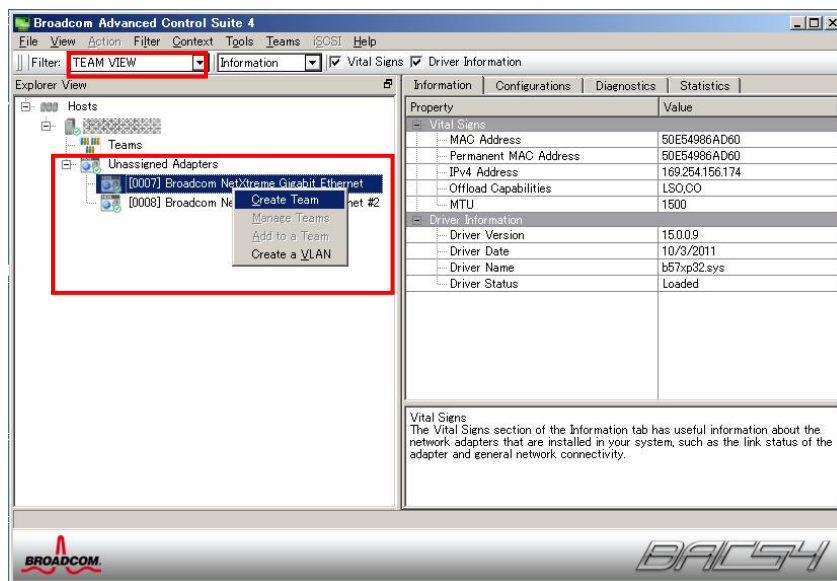 Broadcom Advanced Control Suite 4
File View Action Filter Context Tools Teams iSCSI Help
Filter: TEAM VIEW Information Vital Signs Driver Information
Explorer View
Hosts
Teams
Unassigned Adapters
[0007] Broadcom NetXtreme Gigabit Ethernet
[0008] Broadcom Ne net #2
Create Team
Manage Teams
Add to a Team
Create a VLAN
Information Configurations Diagnostics Statistics
Property Value
Vital Signs
MAC Address 50E54986AD60
Permanent MAC Address 50E54986AD60
IPv4 Address 169.254.156.174
Offload Capabilities LSO,CO
MTU 1500
Driver Information
Driver Version 15.0.0.9
Driver Date 10/3/2011
Driver Name b57xp32.sys
Driver Status Loaded
Vital Signs
The Vital Signs section of the Information tab has useful information about the
network adapters that are installed in your system, such as the link status of the
adapter and general network connectivity.
BROADCOM.
BACS4